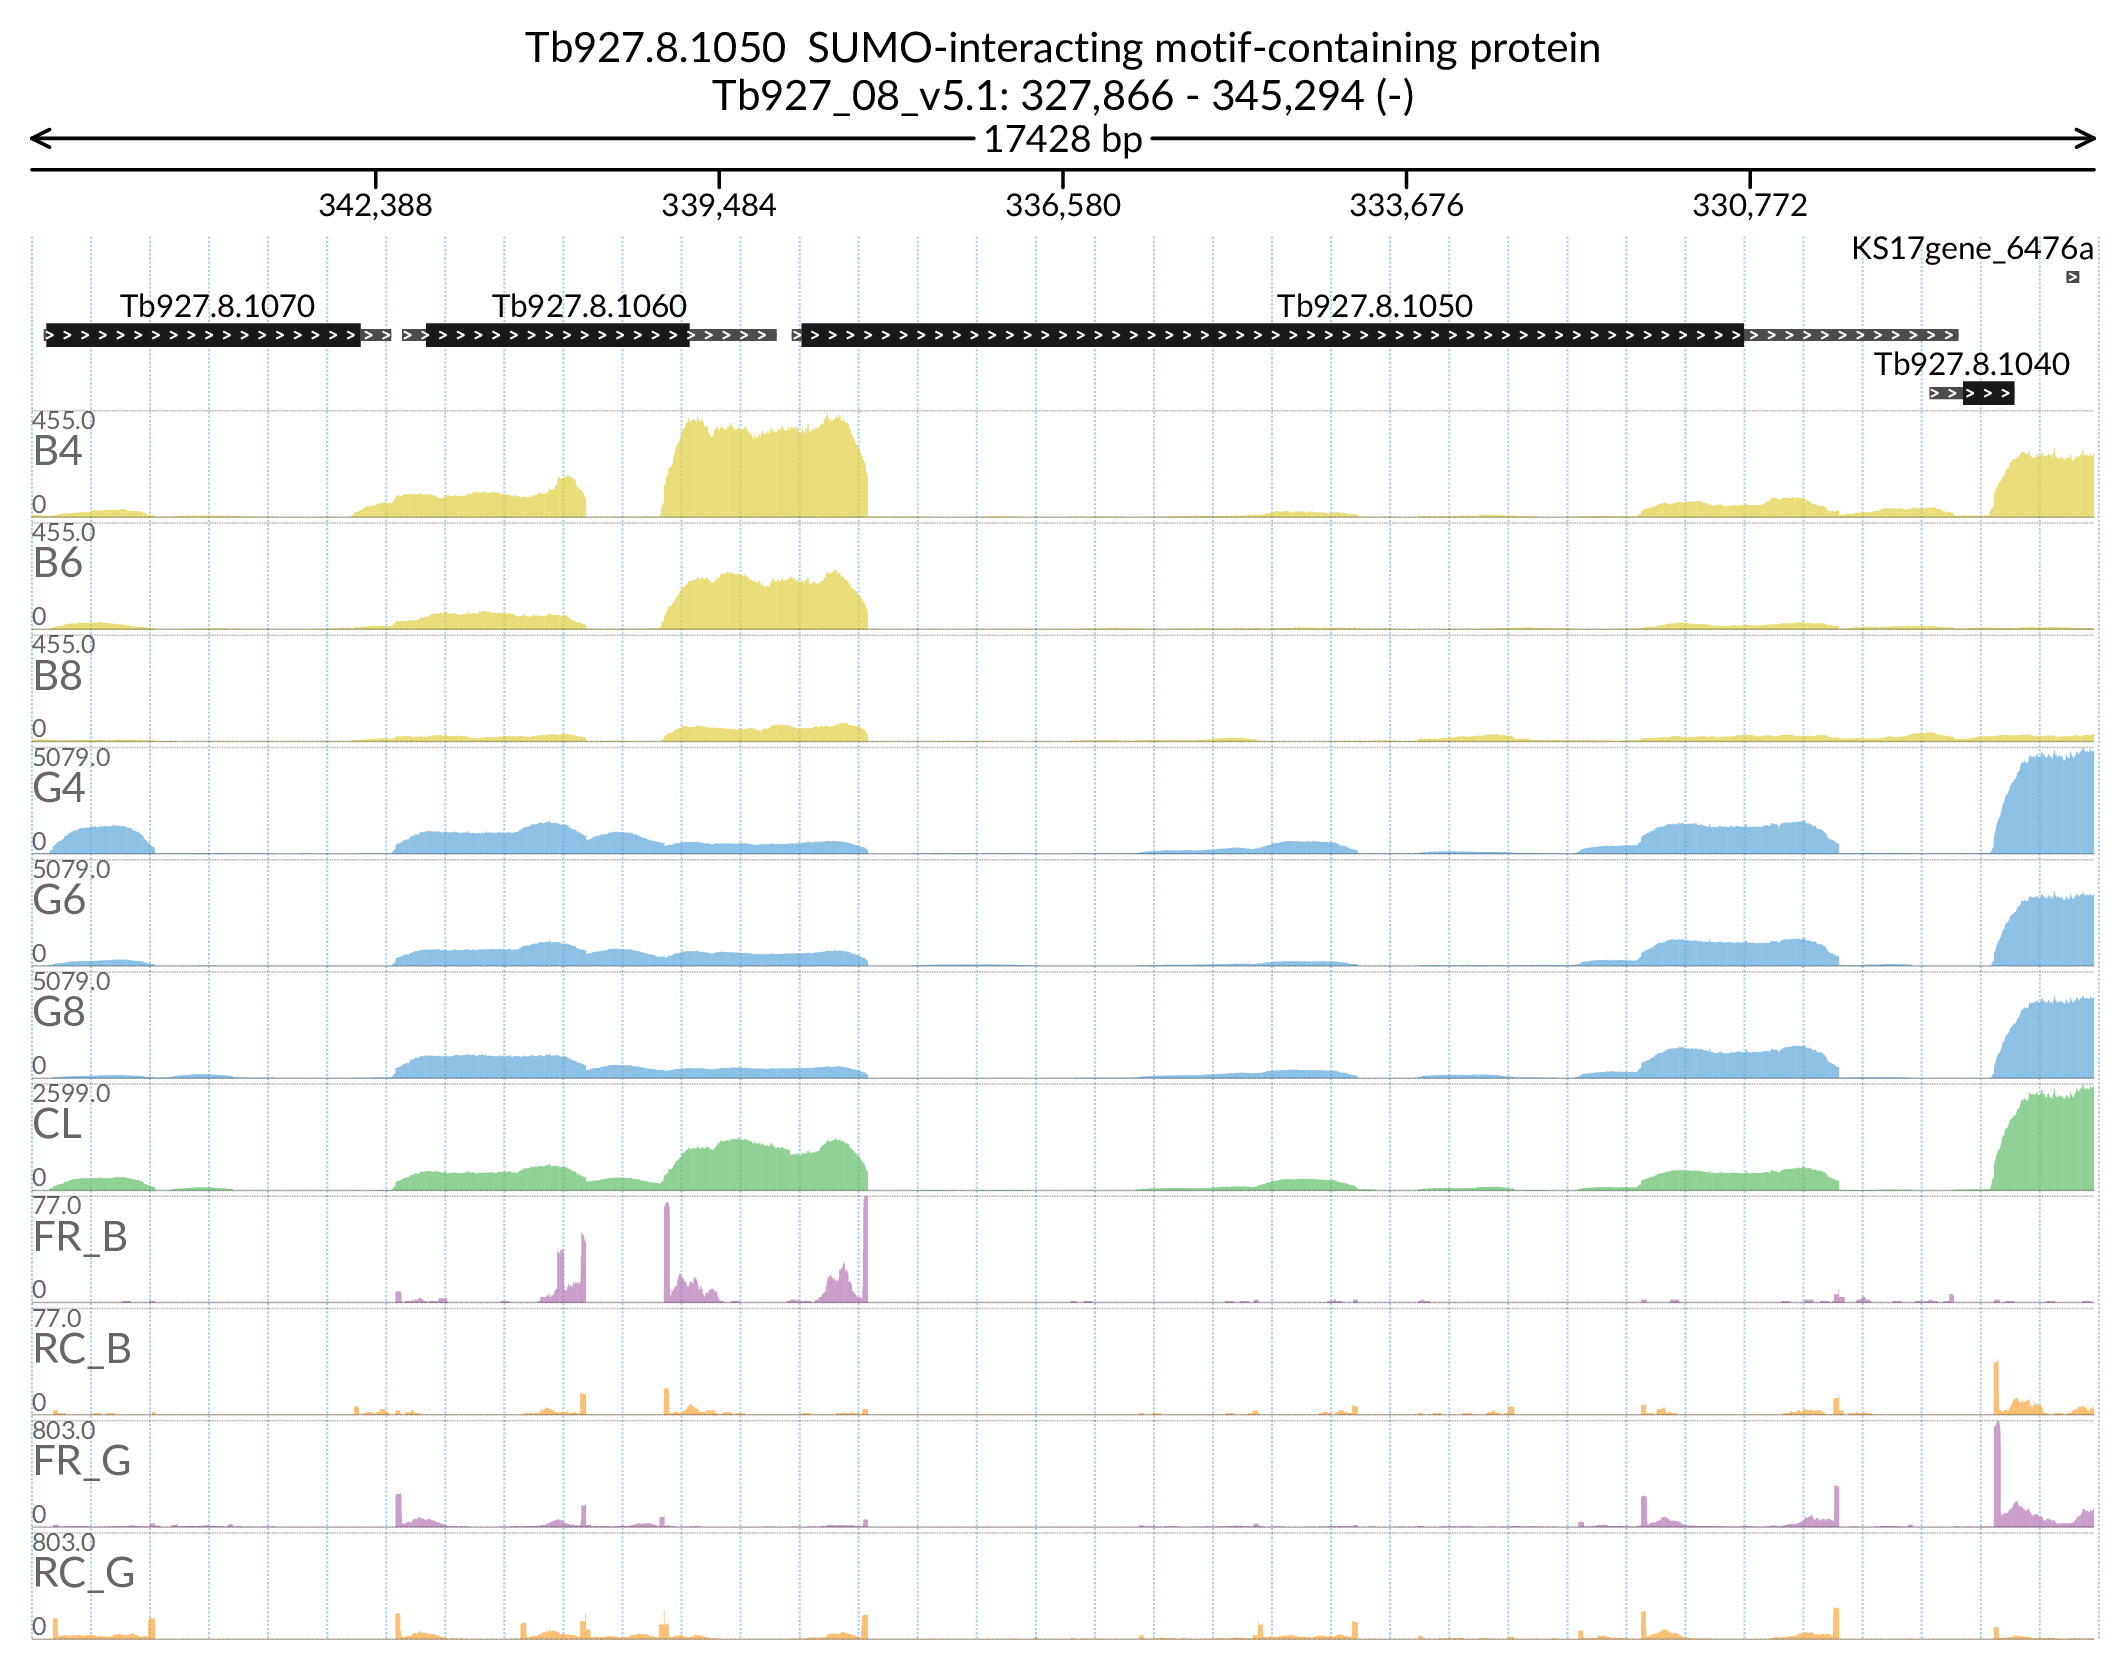 Tb927.8.1050 SUMO-interacting motif-containing protein
Tb927_08_v5.1: 327,866 - 345,294 (-)
17428 bp
342,388 339,484 336,580 333,676 330,772
KS17gene_6476a
Tb927.8.1070 Tb927.8.1060 Tb927.8.1050
Tb927.8.1040
455.0
B4
0
455.0
B6
0
455.0
B8
0
5079.0
G4
0
5079.0
G6
0
5079.0
G8
0
2599.0
CL
0
77.0
FR_B
0
77.0
RC_B
0
803.0
FR_G
0
803.0
RC_G
0